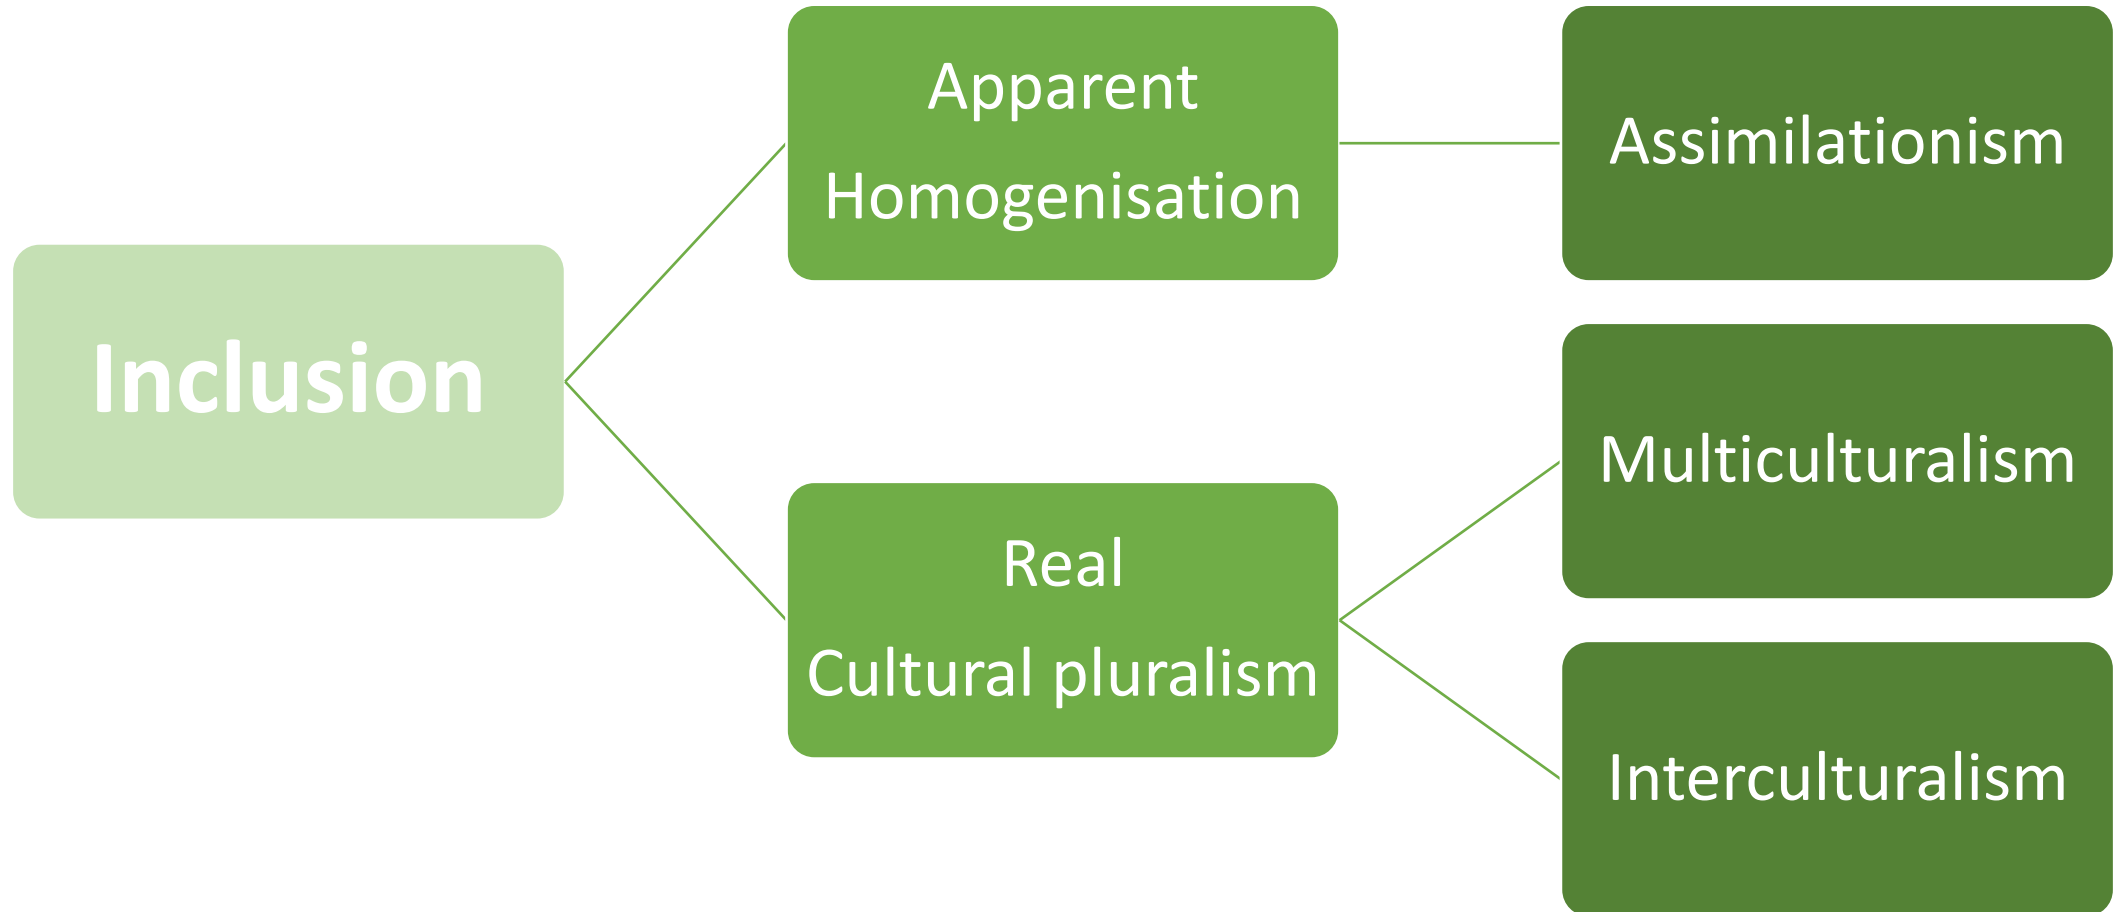 Inclusion
Apparent
Homogenisation
Assimilationism
Real
Cultural pluralism
Multiculturalism
Interculturalism